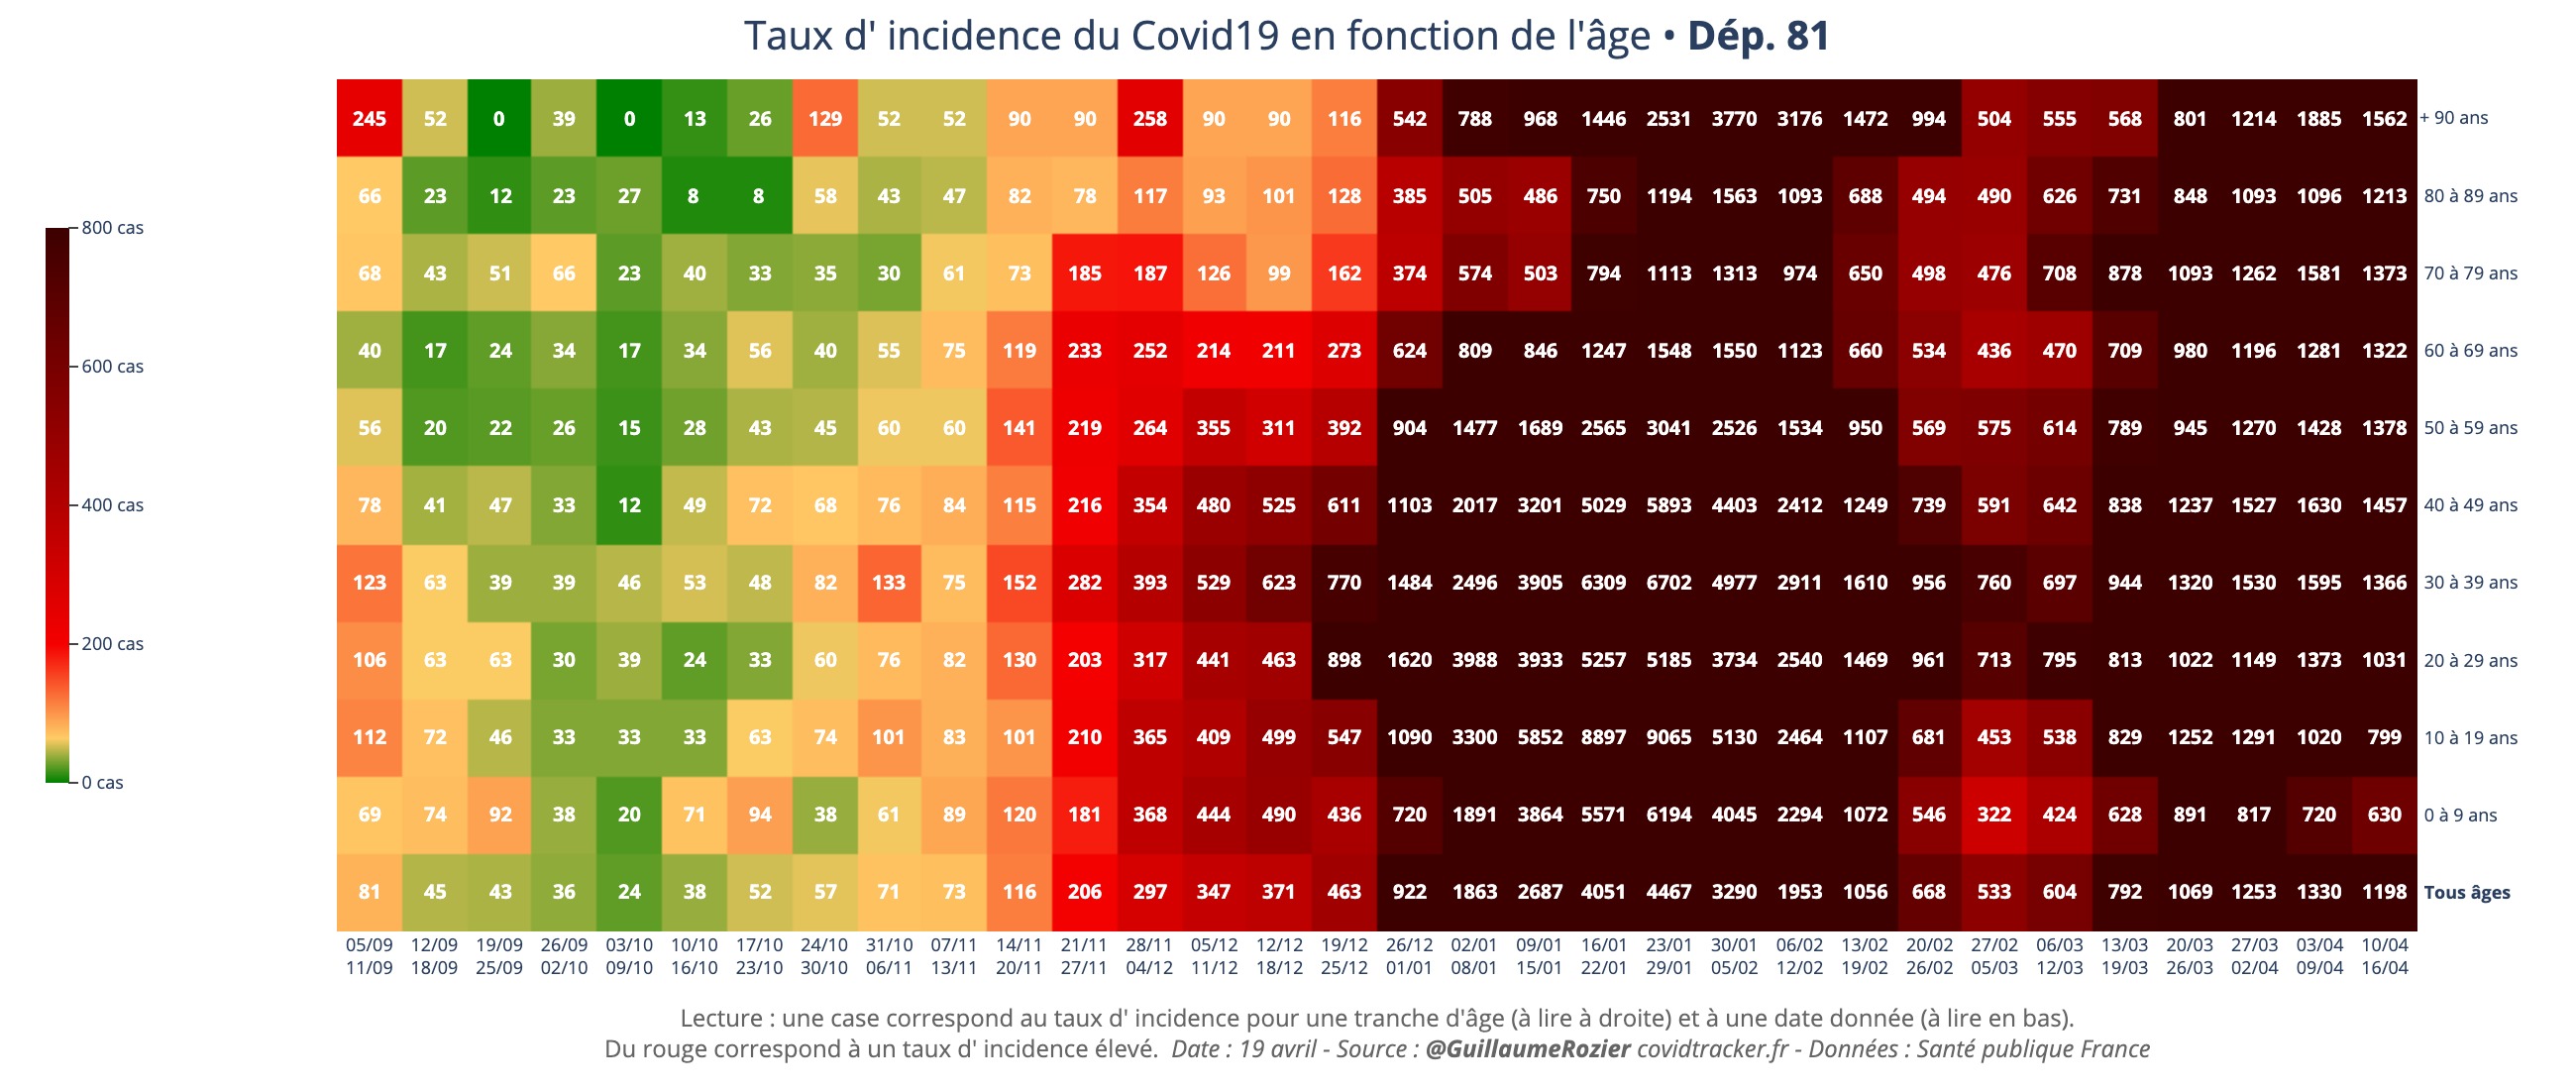 Taux d' incidence du Covid19 en fonction de l'âge • Dép. 81
245 52 0 39 0 13 26 129 52 52 90 90 258 90 90 116 542 788 968 1446 2531 3770 3176 1472 994 504 555 568 801 1214 1885 1562 + 90 ans
66 23 12 23 27 8 8 58 43 47 82 78 117 93 101 128 385 505 486 750 1194 1563 1093 688 494 490 626 731 848 1093 1096 1213 80 à 89 ans
68 43 51 66 23 40 33 35 30 61 73 185 187 126 99 162 374 574 503 794 1113 1313 974 650 498 476 708 878 1093 1262 1581 1373 70 à 79 ans
40 17 24 34 17 34 56 40 55 75 119 233 252 214 211 273 624 809 846 1247 1548 1550 1123 660 534 436 470 709 980 1196 1281 1322 60 à 69 ans
56 20 22 26 15 28 43 45 60 60 141 219 264 355 311 392 904 1477 1689 2565 3041 2526 1534 950 569 575 614 789 945 1270 1428 1378 50 à 59 ans
78 41 47 33 12 49 72 68 76 84 115 216 354 480 525 611 1103 2017 3201 5029 5893 4403 2412 1249 739 591 642 838 1237 1527 1630 1457 40 à 49 ans
123 63 39 39 46 53 48 82 133 75 152 282 393 529 623 770 1484 2496 3905 6309 6702 4977 2911 1610 956 760 697 944 1320 1530 1595 1366 30 à 39 ans
106 63 63 30 39 24 33 60 76 82 130 203 317 441 463 898 1620 3988 3933 5257 5185 3734 2540 1469 961 713 795 813 1022 1149 1373 1031 20 à 29 ans
112 72 46 33 33 33 63 74 101 83 101 210 365 409 499 547 1090 3300 5852 8897 9065 5130 2464 1107 681 453 538 829 1252 1291 1020 799 10 à 19 ans
69 74 92 38 20 71 94 38 61 89 120 181 368 444 490 436 720 1891 3864 5571 6194 4045 2294 1072 546 322 424 628 891 817 720 630 0 à 9 ans
81 45 43 36 24 38 52 57 71 73 116 206 297 347 371 463 922 1863 2687 4051 4467 3290 1953 1056 668 533 604 792 1069 1253 1330 1198 Tous âges
05/09 12/09 19/09 26/09 03/10 10/10 17/10 24/10 31/10 07/11 14/11 21/11 28/11 05/12 12/12 19/12 26/12 02/01 09/01 16/01 23/01 30/01 06/02 13/02 20/02 27/02 06/03 13/03 20/03 27/03 03/04 10/04
11/09 18/09 25/09 02/10 09/10 16/10 23/10 30/10 06/11 13/11 20/11 27/11 04/12 11/12 18/12 25/12 01/01 08/01 15/01 22/01 29/01 05/02 12/02 19/02 26/02 05/03 12/03 19/03 26/03 02/04 09/04 16/04
800 cas
600 cas
400 cas
200 cas
0 cas
Lecture : une case correspond au taux d' incidence pour une tranche d'âge (à lire à droite) et à une date donnée (à lire en bas).
Du rouge correspond à un taux d' incidence élevé. Date : 19 avril - Source : @GuillaumeRozier covidtracker.fr - Données : Santé publique France